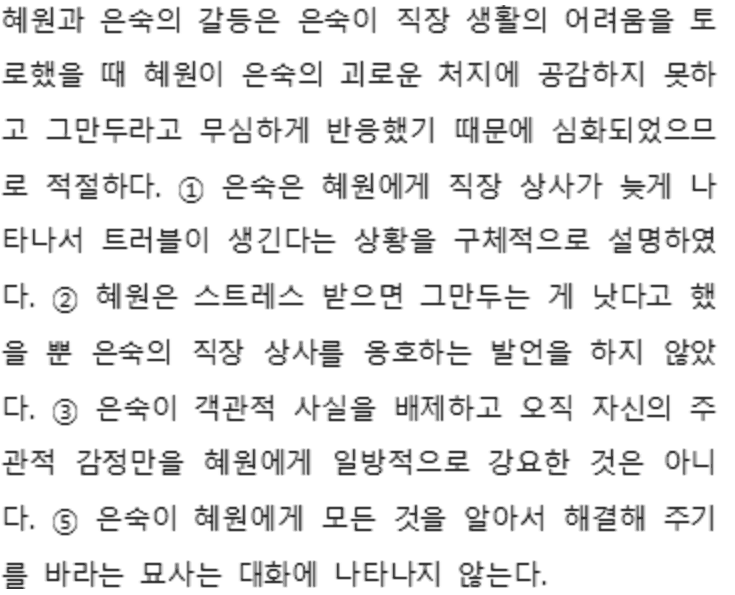 혜원과 은숙의 갈등은 은숙이 직장 생활의 어려움을 토
로했을 때 혜원이 은숙의 괴로운 처지에 공감하지 못하
고 그만두라고 무심하게 반응했기 때문에 심화되었으므
로 적절하다. ① 은숙은 혜원에게 직장 상사가 늦게 나
타나서 트러블이 생긴다는 상황을 구체적으로 설명하였
다. ② 혜원은 스트레스 받으면 그만두는 게 낫다고 했
을 뿐 은숙의 직장 상사를 옹호하는 발언을 하지 않았
다. ③ 은숙이 객관적 사실을 배제하고 오직 자신의 주
관적 감정만을 혜원에게 일방적으로 강요한 것은 아니
다. ⑤ 은숙이 혜원에게 모든 것을 알아서 해결해 주기
를 바라는 묘사는 대화에 나타나지 않는다.